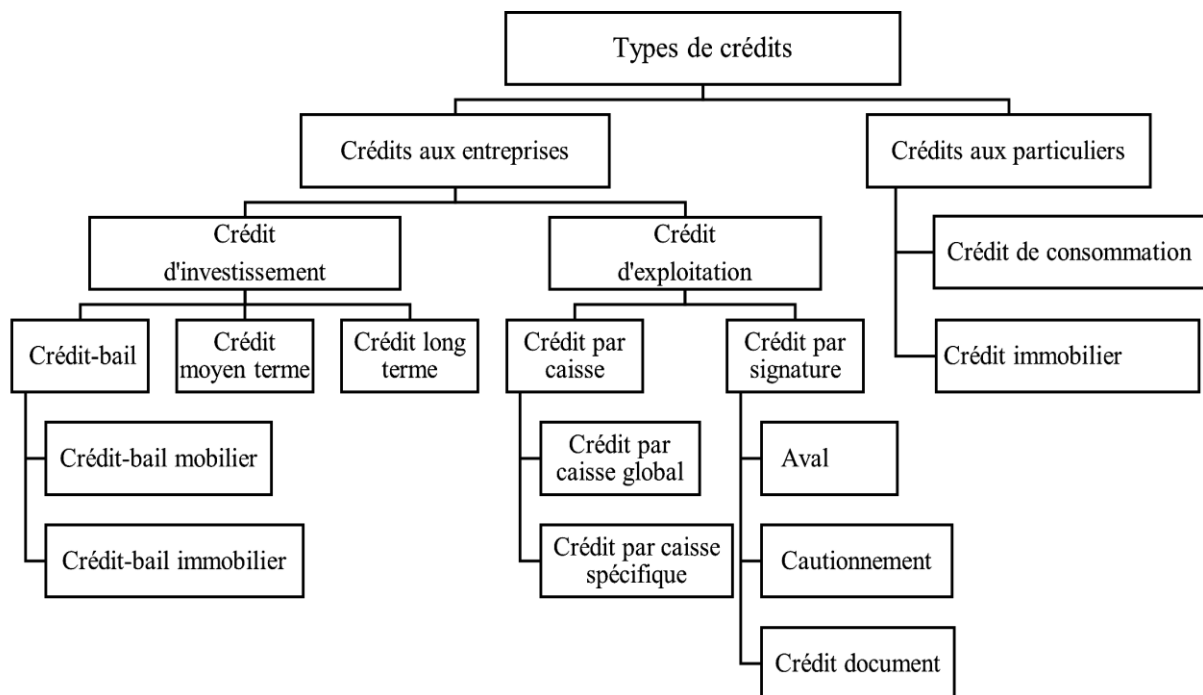 Types de crédits
Crédits aux entreprises
Crédits aux particuliers
Crédit
d'investissement
Crédit
d'exploitation
Crédit de consommation
Crédit immobilier
Crédit-bail
Crédit
moyen terme
Crédit long
terme
Crédit par
caisse
Crédit par
signature
Crédit-bail mobilier
Crédit-bail immobilier
Crédit par
caisse global
Crédit par caisse
spécifique
Aval
Cautionnement
Crédit document